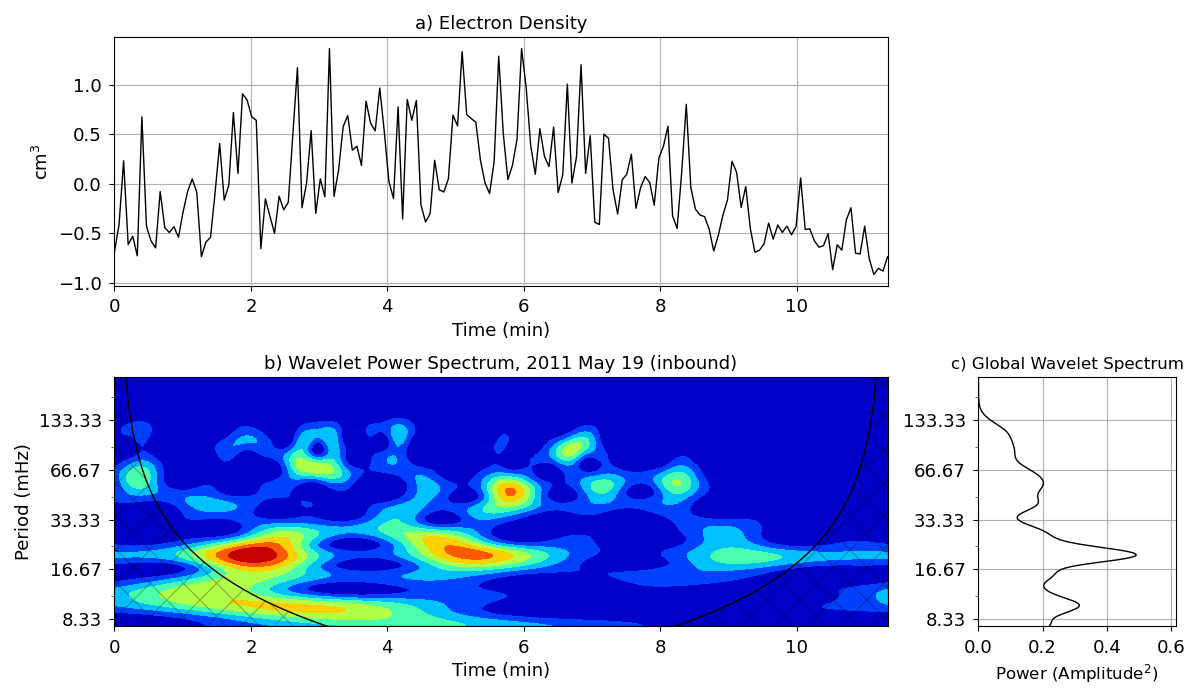 a) Electron Density
cm³
1.0
0.5
0.0
−0.5
−1.0
0 2 4 6 8 10
Time (min)
b) Wavelet Power Spectrum, 2011 May 19 (inbound)
Period (mHz)
133.33
66.67
33.33
16.67
8.33
0 2 4 6 8 10
Time (min)
c) Global Wavelet Spectrum
133.33
66.67
33.33
16.67
8.33
0.0 0.2 0.4 0.6
Power (Amplitude²)